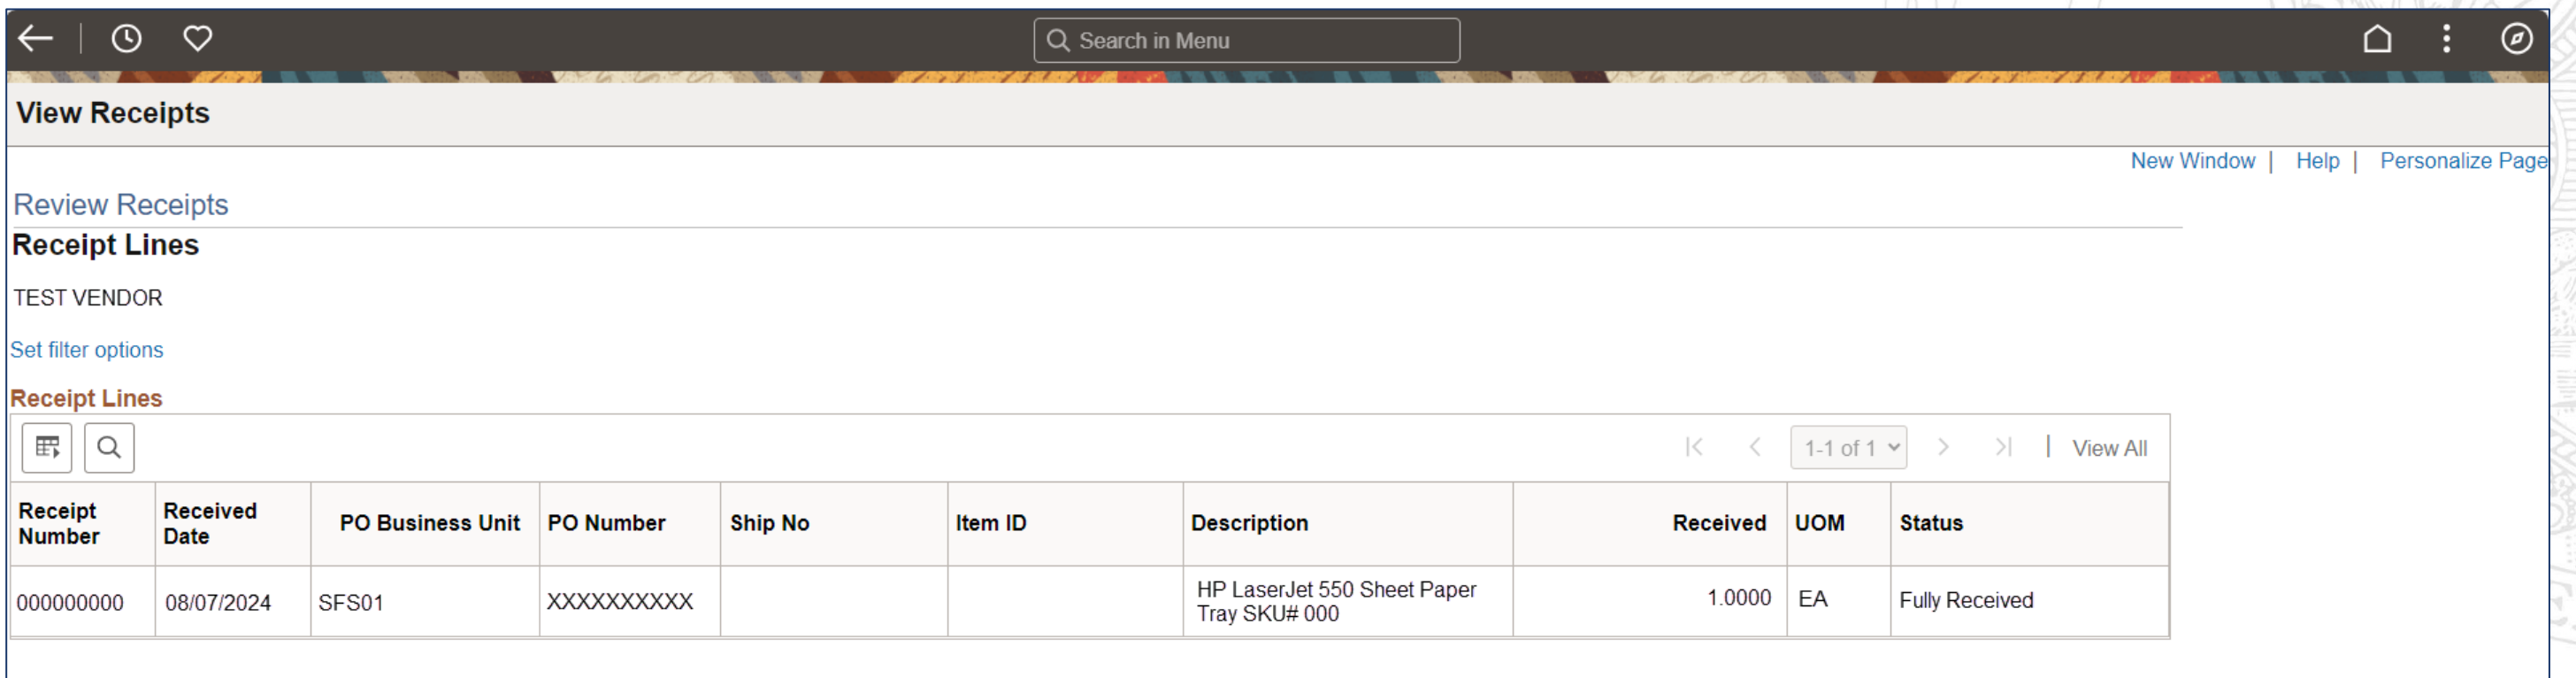 Search in Menu
View Receipts
New Window | Help | Personalize Page
Review Receipts
Receipt Lines
TEST VENDOR
Set filter options
Receipt Lines
1-1 of 1 | View All
Receipt Number Received Date PO Business Unit PO Number Ship No Item ID Description Received UOM Status
000000000 08/07/2024 SFS01 XXXXXXXXXX HP LaserJet 550 Sheet Paper Tray SKU# 000 1.0000 EA Fully Received